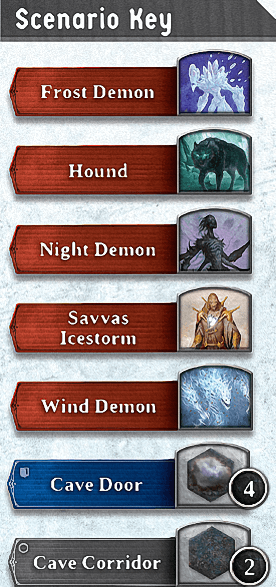 Scenario Key
Frost Demon
Hound
Night Demon
Savvas
Icestorm
Wind Demon
Cave Door
4
Cave Corridor
2